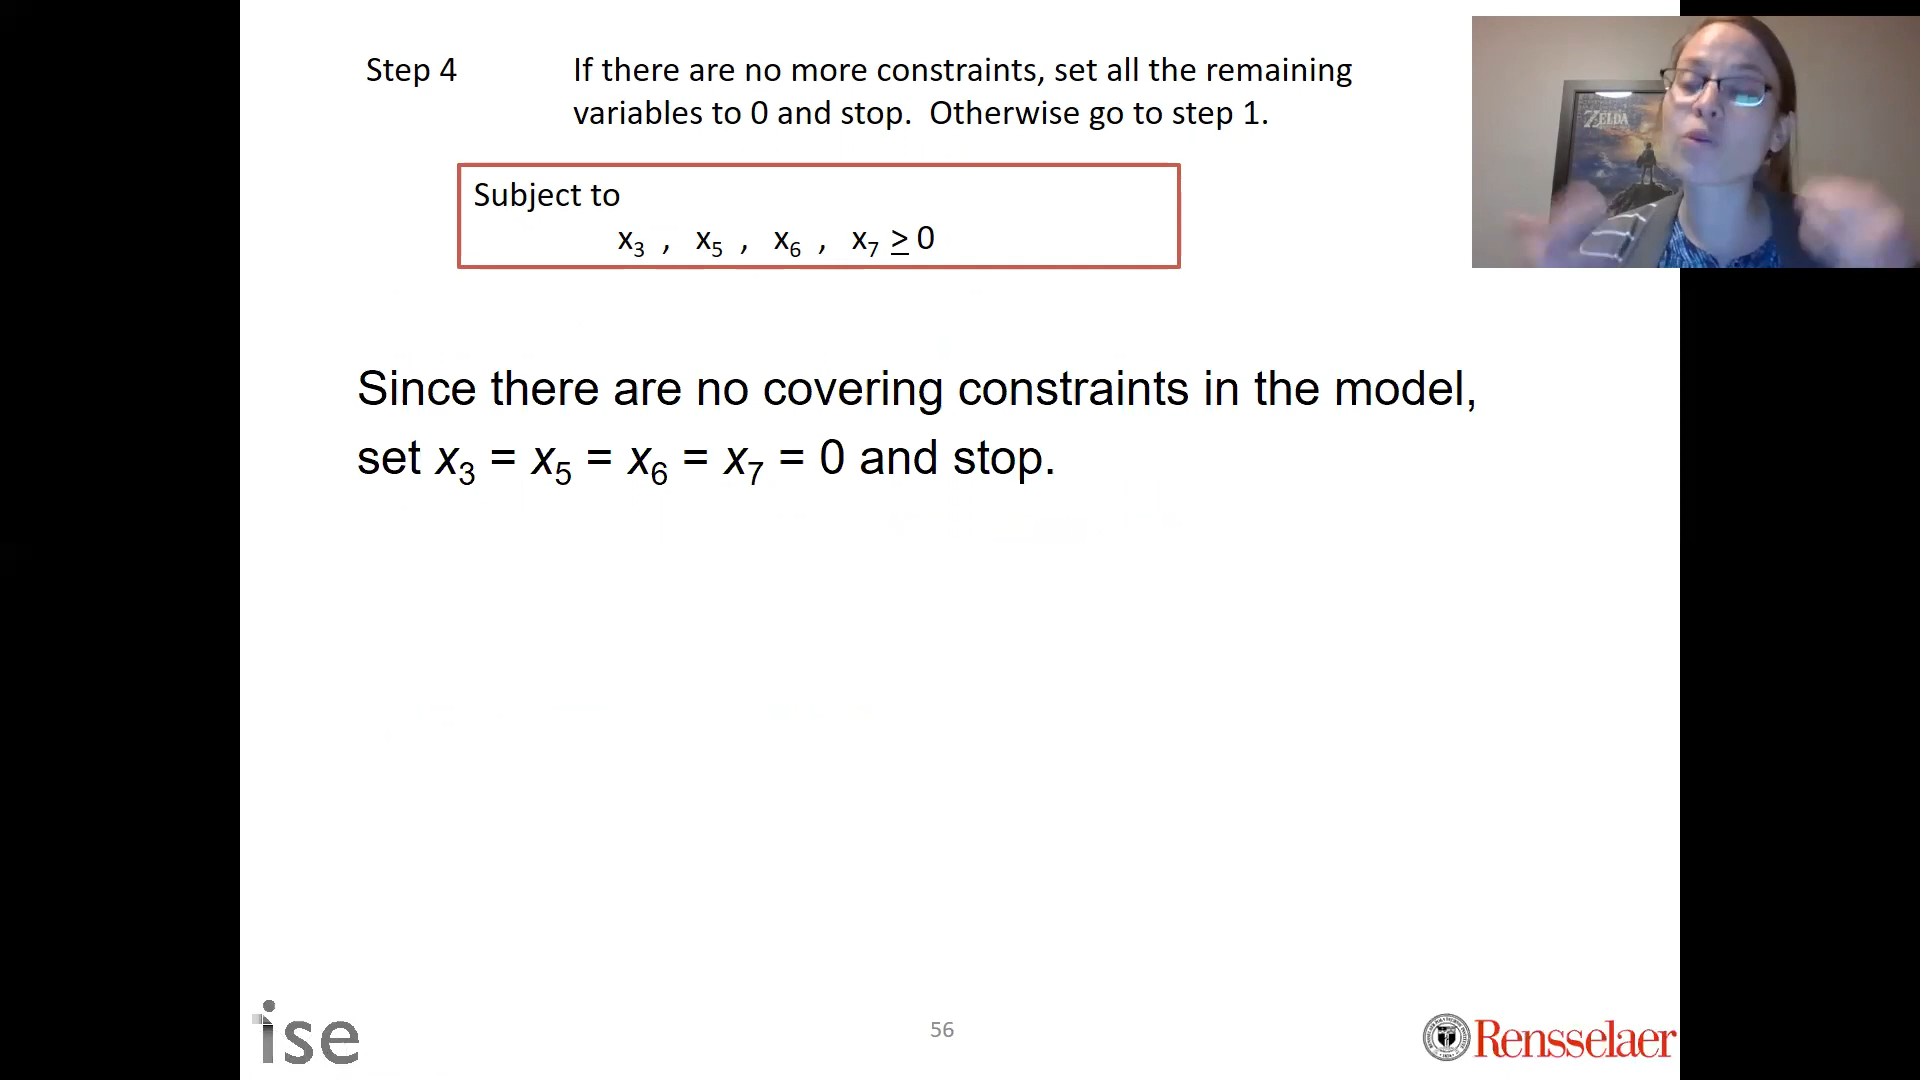 Step 4
If there are no more constraints, set all the remaining
variables to 0 and stop.  Otherwise go to step 1.
Subject to
x₃ , x₅ , x₆ , x₇ ≥ 0
Since there are no covering constraints in the model,
set x₃ = x₅ = x₆ = x₇ = 0 and stop.
ZELDA
ise
56
Rensselaer